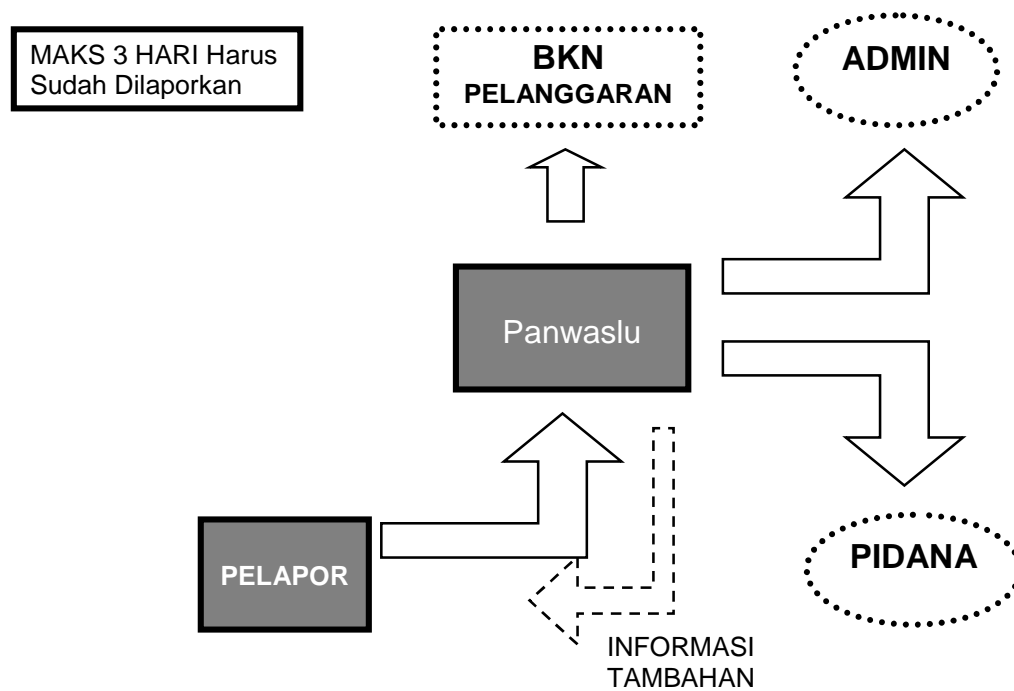 MAKS 3 HARI Harus
Sudah Dilaporkan
BKN
PELANGGARAN
ADMIN
Panwaslu
PELAPOR
PIDANA
INFORMASI
TAMBAHAN